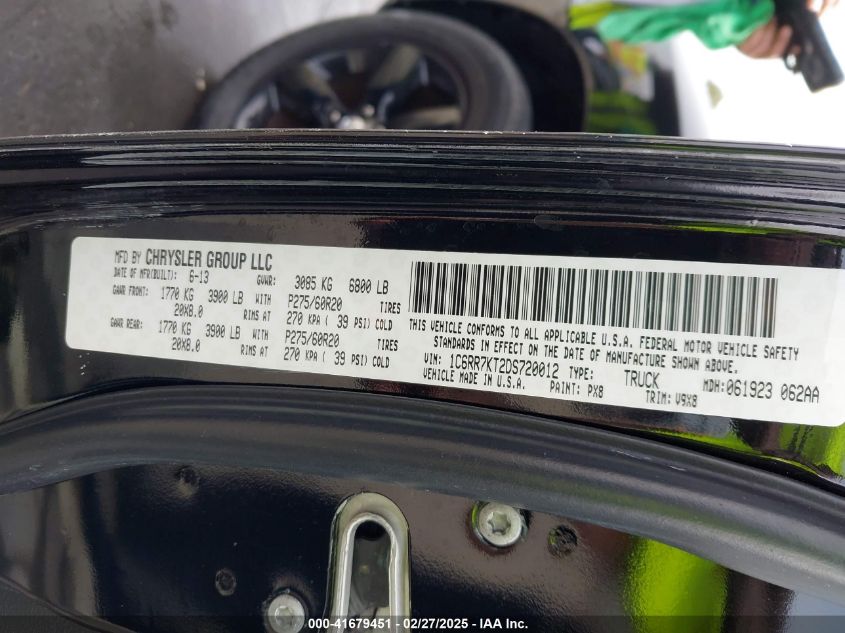 MFD BY CHRYSLER GROUP LLC
DATE OF MFR(BUILT): 6-13 GVWR: 3085 KG 6800 LB
GAWR FRONT: 1770 KG 3900 LB WITH P275/60R20 TIRES
20X8.0 RIMS AT 270 KPA ( 39 PSI) COLD
GAWR REAR: 1770 KG 3900 LB WITH P275/60R20 TIRES
20X8.0 RIMS AT 270 KPA ( 39 PSI) COLD
THIS VEHICLE CONFORMS TO ALL APPLICABLE U.S.A. FEDERAL MOTOR VEHICLE SAFETY
STANDARDS IN EFFECT ON THE DATE OF MANUFACTURE SHOWN ABOVE.
VIN: 1C6RR7KT2DS720012 TYPE: TRUCK MDH:061923 062AA
VEHICLE MADE IN U.S.A. PAINT: PX8 TRIM: V9X8
000-41679451 - 02/27/2025 - IAAI.com